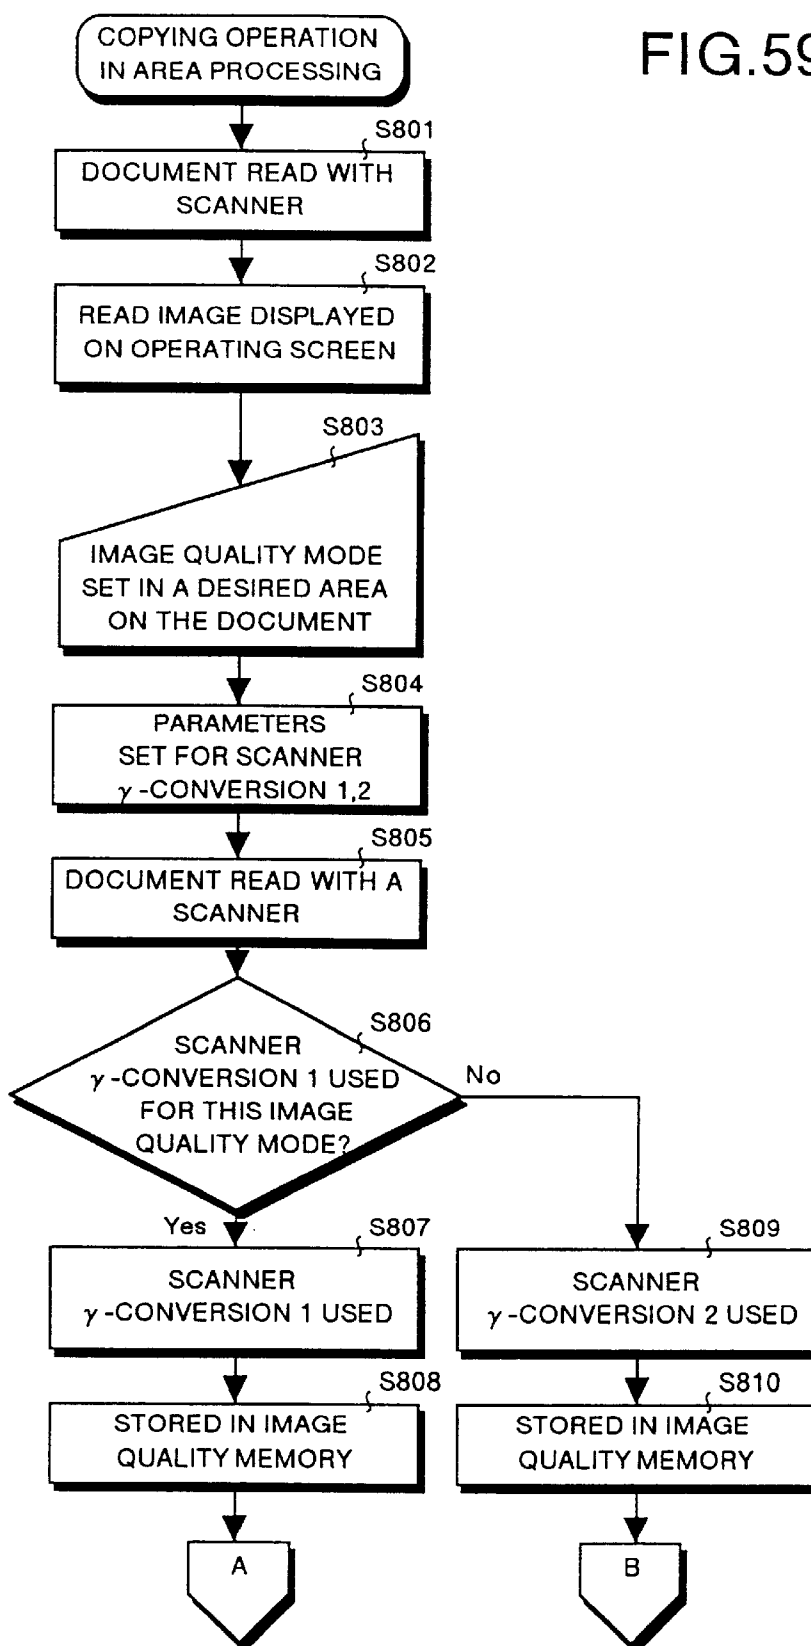 COPYING OPERATION
IN AREA PROCESSING
FIG.59
S801
DOCUMENT READ WITH
SCANNER
S802
READ IMAGE DISPLAYED
ON OPERATING SCREEN
S803
IMAGE QUALITY MODE
SET IN A DESIRED AREA
ON THE DOCUMENT
S804
PARAMETERS
SET FOR SCANNER
γ-CONVERSION 1,2
S805
DOCUMENT READ WITH A
SCANNER
S806
SCANNER
γ-CONVERSION 1 USED
FOR THIS IMAGE
QUALITY MODE?
No
Yes
S807
SCANNER
γ-CONVERSION 1 USED
S808
STORED IN IMAGE
QUALITY MEMORY
A
S809
SCANNER
γ-CONVERSION 2 USED
S810
STORED IN IMAGE
QUALITY MEMORY
B